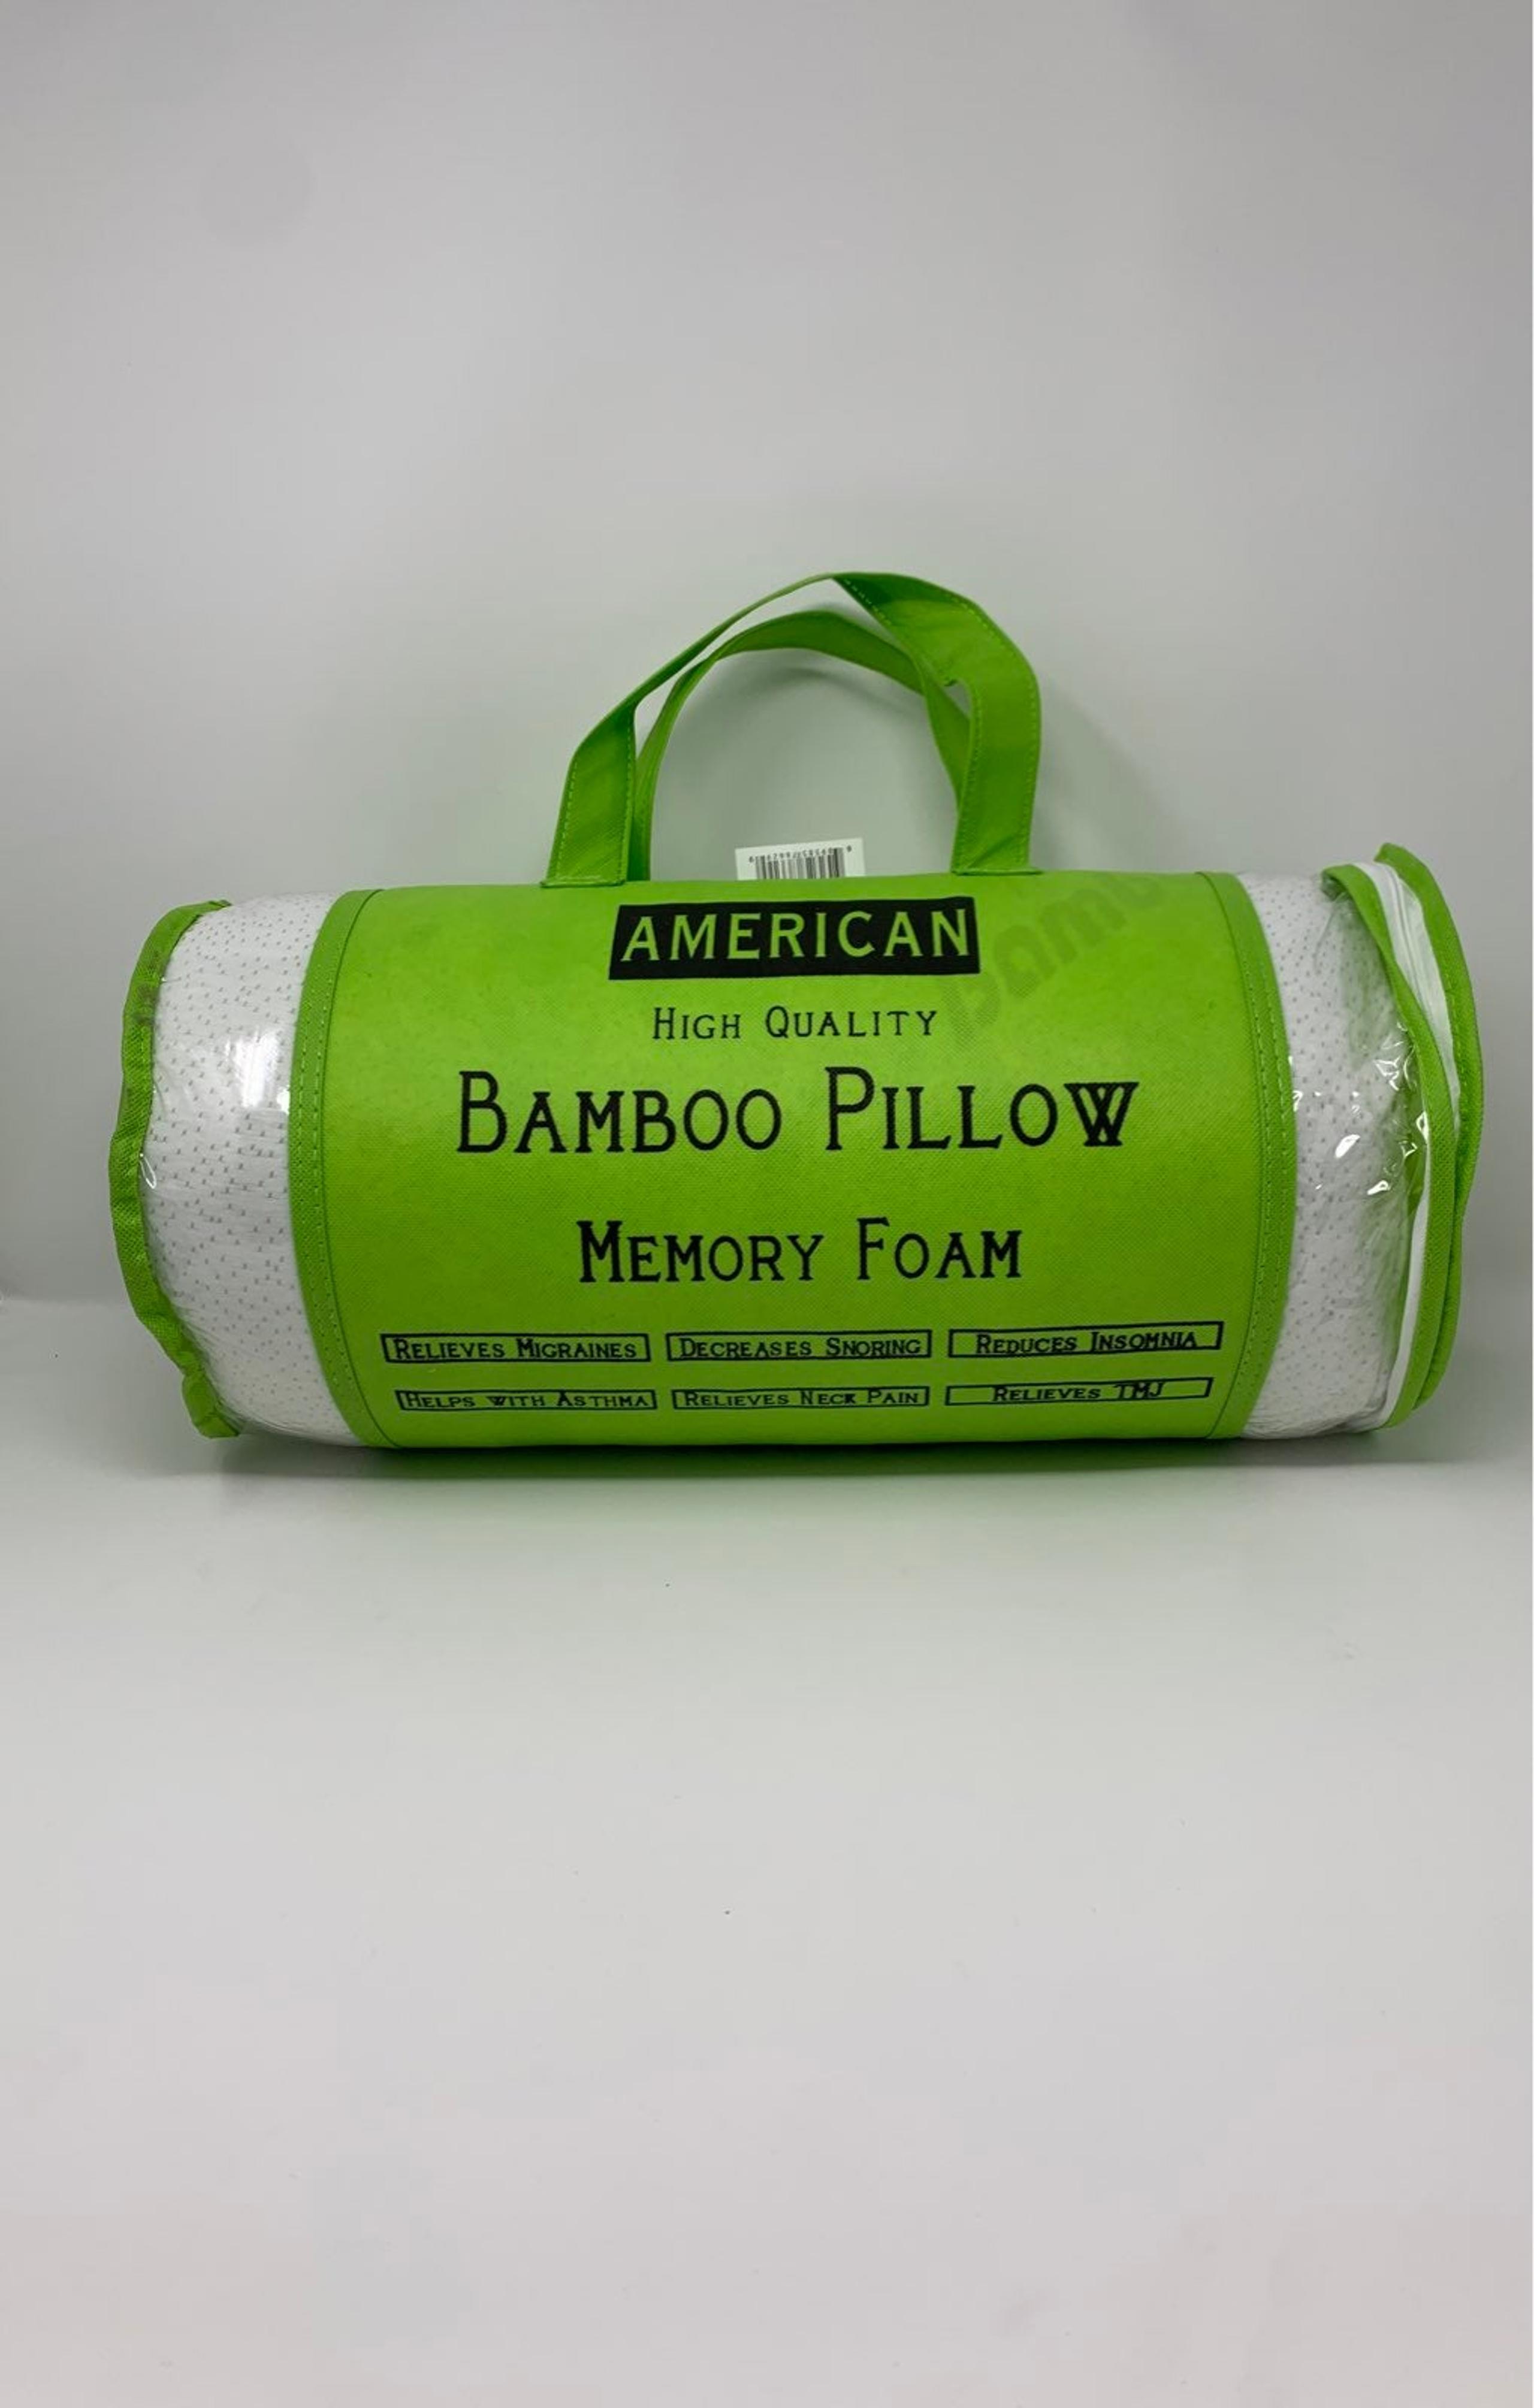 AMERICAN
HIGH QUALITY
BAMBOO PILLOW
MEMORY FOAM
RELIEVES MIGRAINES DECREASES SNORING REDUCES INSOMNIA
HELPS WITH ASTHMA RELIEVES NECK PAIN RELIEVES TMJ